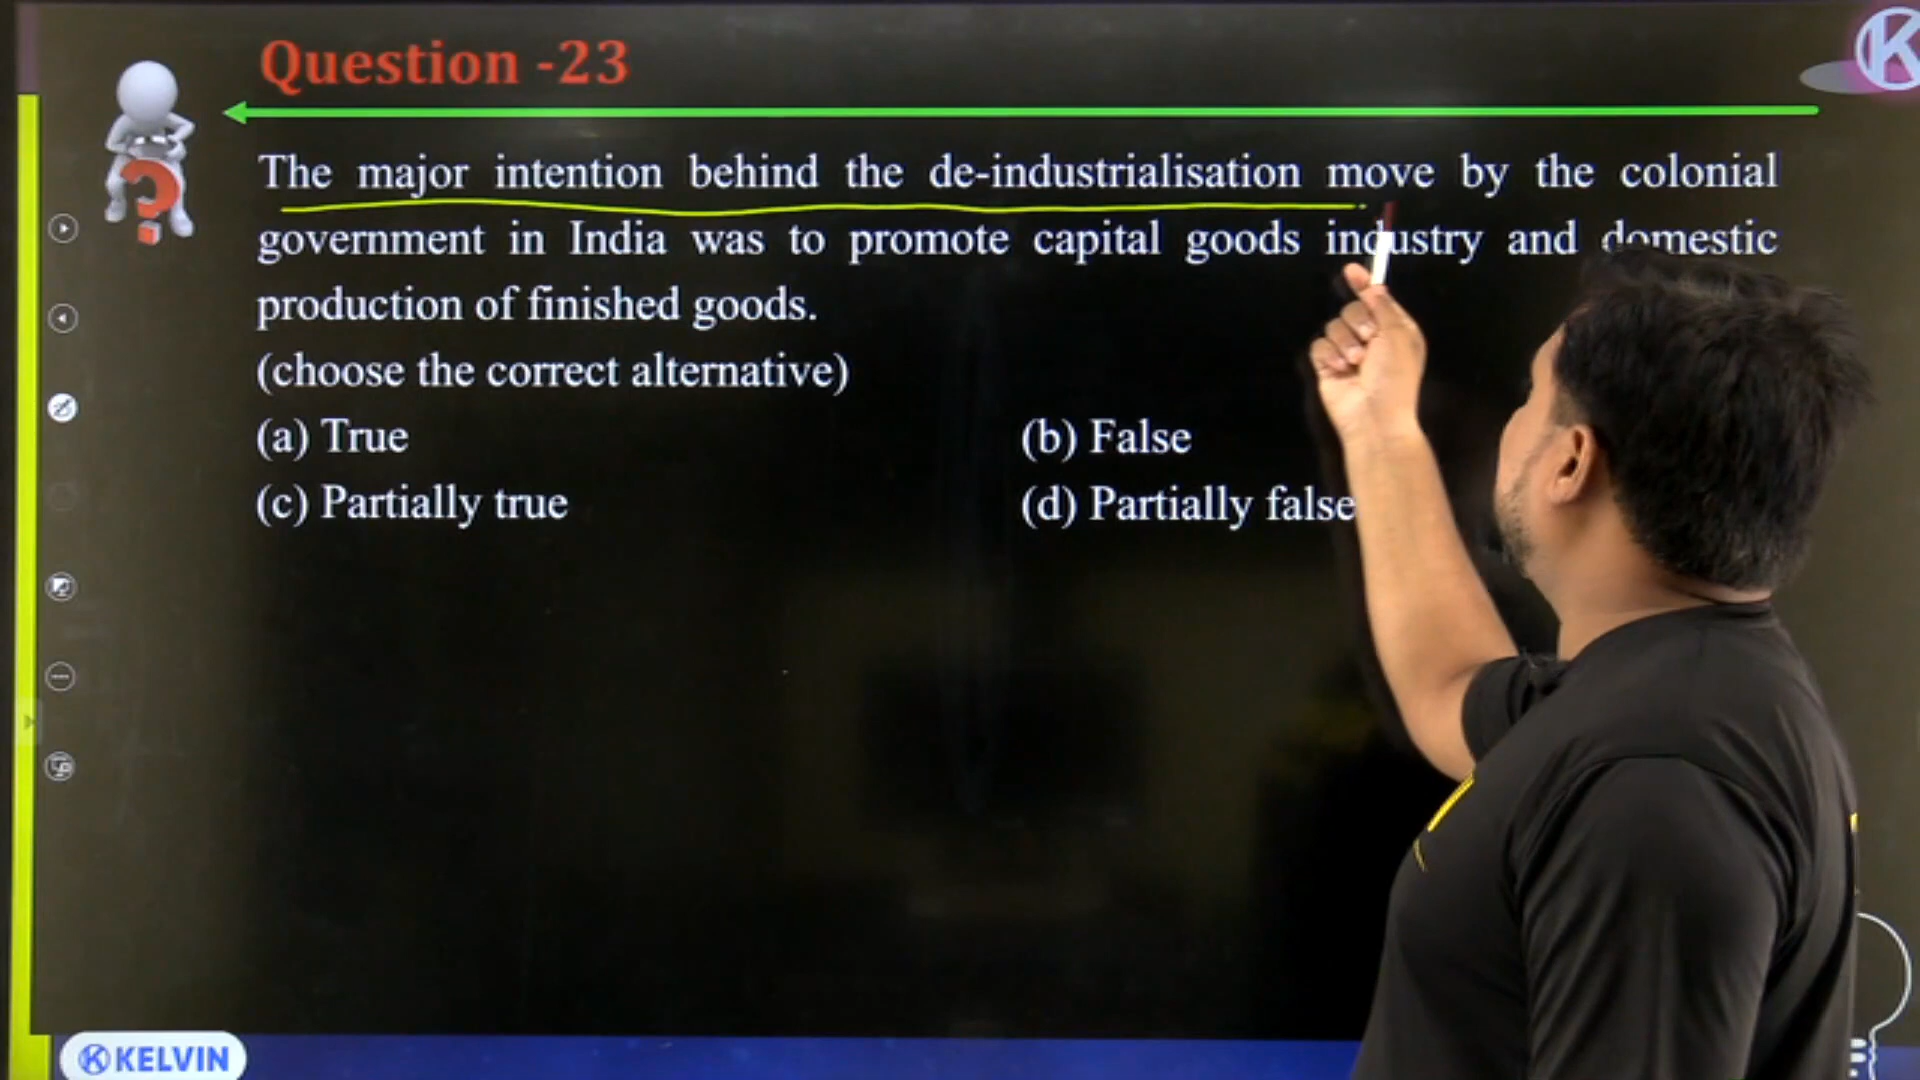 Question -23
The major intention behind the de-industrialisation move by the colonial
government in India was to promote capital goods industry and domestic
production of finished goods.
(choose the correct alternative)
(a) True
(b) False
(c) Partially true
(d) Partially false
KELVIN